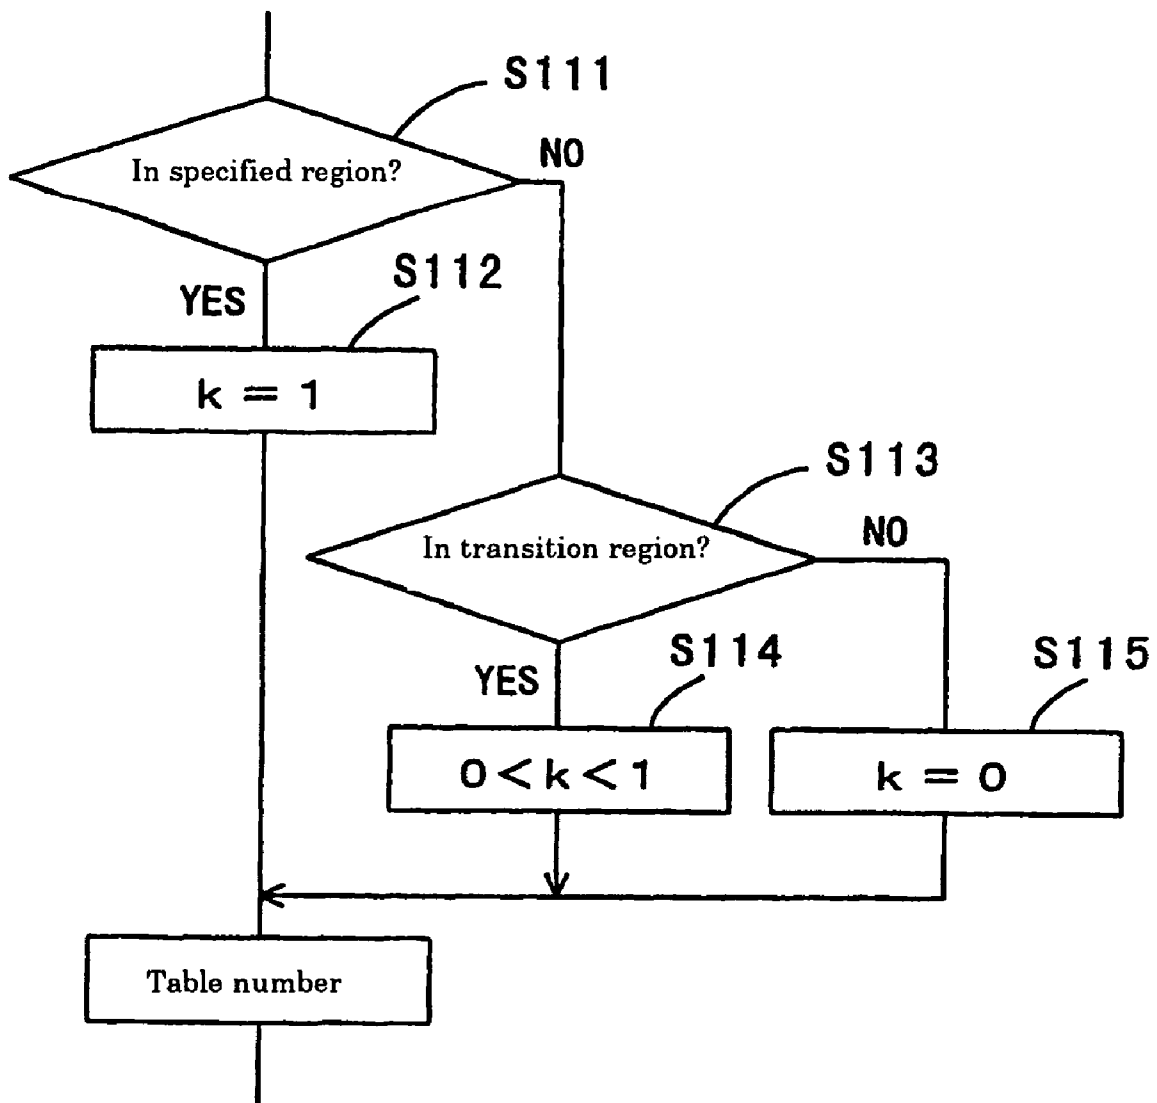 S111
In specified region?
NO
YES
S112
k = 1
S113
In transition region?
NO
YES
S114
S115
0<k<1
k = 0
Table number